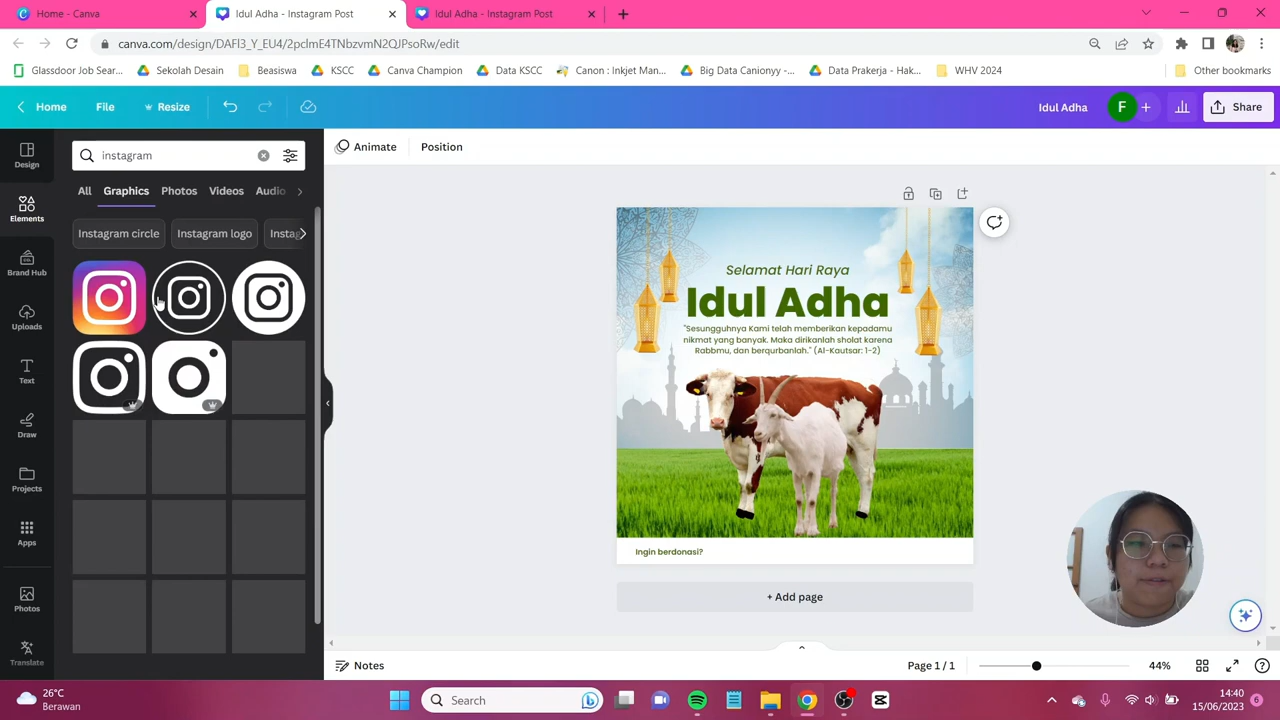 Home - Canva
Idul Adha - Instagram Post
Idul Adha - Instagram Post
canva.com/design/DAFl3_Y_EU4/2pclmE4TNbzvmN2QJPsoRw/edit
Glassdoor Job Sear...
Sekolah Desain
Beasiswa
KSCC
Canva Champion
Data KSCC
Canon : Inkjet Man...
Big Data Canionyy -...
Data Prakerja - Hak...
WHV 2024
Other bookmarks
Home
File
Resize
Idul Adha
F
Share
Design
Elements
Brand Hub
Uploads
Text
Draw
Projects
Apps
Photos
Translate
instagram
All
Graphics
Photos
Videos
Audio
Instagram circle
Instagram logo
Instag
Animate
Position
Selamat Hari Raya
Idul Adha
"Sesungguhnya Kami telah memberikan kepadamu
nikmat yang banyak. Maka dirikanlah sholat karena
Rabbmu, dan berqurbanlah." (Al-Kautsar: 1-2)
Ingin berdonasi?
+ Add page
Notes
Page 1 / 1
44%
26°C
Berawan
Search
14:40
15/06/2023
6